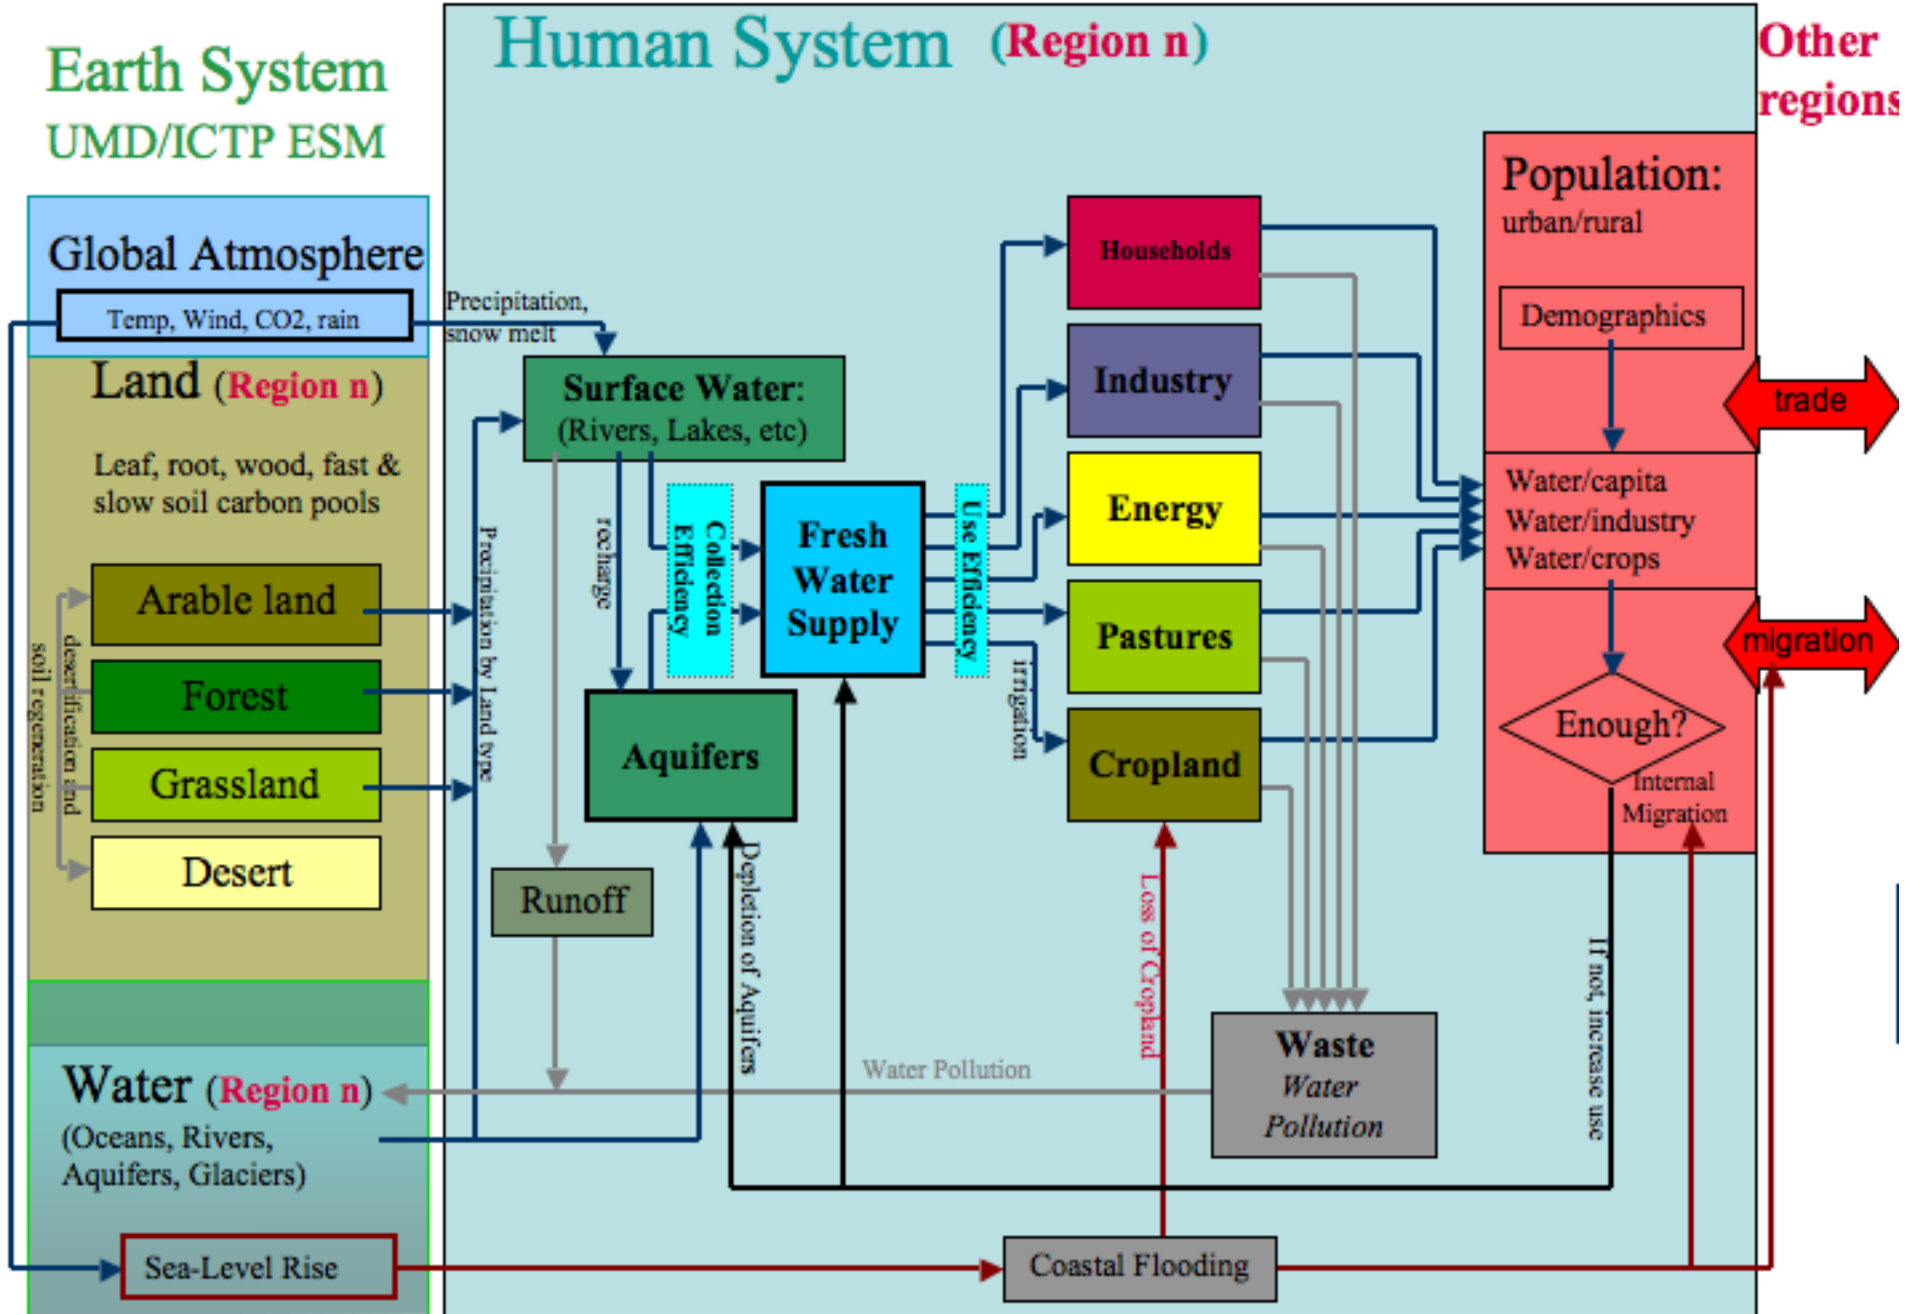 Earth System
UMD/ICTP ESM
Human System (Region n)
Other
regions
Global Atmosphere
Temp, Wind, CO2, rain
Land (Region n)
Leaf, root, wood, fast &
slow soil carbon pools
Arable land
Forest
Grassland
Desert
desertification and
soil regeneration
Water (Region n)
(Oceans, Rivers,
Aquifers, Glaciers)
Sea-Level Rise
Precipitation,
snow melt
Precipitation by Land type
Surface Water:
(Rivers, Lakes, etc)
recharge
Collection
Efficiency
Fresh
Water
Supply
Use Efficiency
irrigation
Aquifers
Runoff
Depletion of Aquifers
Households
Industry
Energy
Pastures
Cropland
Loss of Cropland
Water Pollution
Waste
Water
Pollution
Coastal Flooding
Population:
urban/rural
Demographics
Water/capita
Water/industry
Water/crops
Enough?
Internal
Migration
If not, increase use
trade
migration